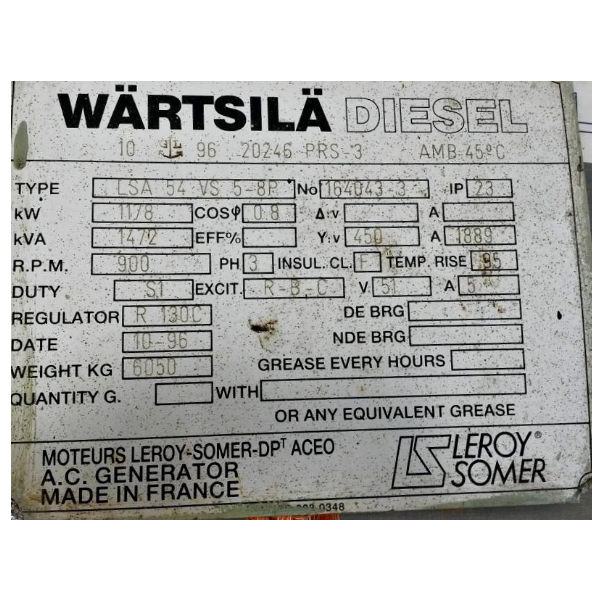 WÄRTSILÄ DIESEL
10 96 20246 PRS-3 AMB 45°C
TYPE LSA 54 VS 5-8P No 164043-3 IP 23
kW 1178 COSφ 0.8 Δ:v A
kVA 1472 EFF% Y:v 450 A 1889
R.P.M. 900 PH 3 INSUL. CL. F TEMP. RISE 95
DUTY S1 EXCIT. R-B-C V 51 A 5
REGULATOR R 130C DE BRG
DATE 10-96 NDE BRG
WEIGHT KG 6050 GREASE EVERY HOURS
QUANTITY G. WITH
OR ANY EQUIVALENT GREASE
MOTEURS LEROY-SOMER-DPᵀ ACEO
A.C. GENERATOR
MADE IN FRANCE
LS LEROY® SOMER
0348